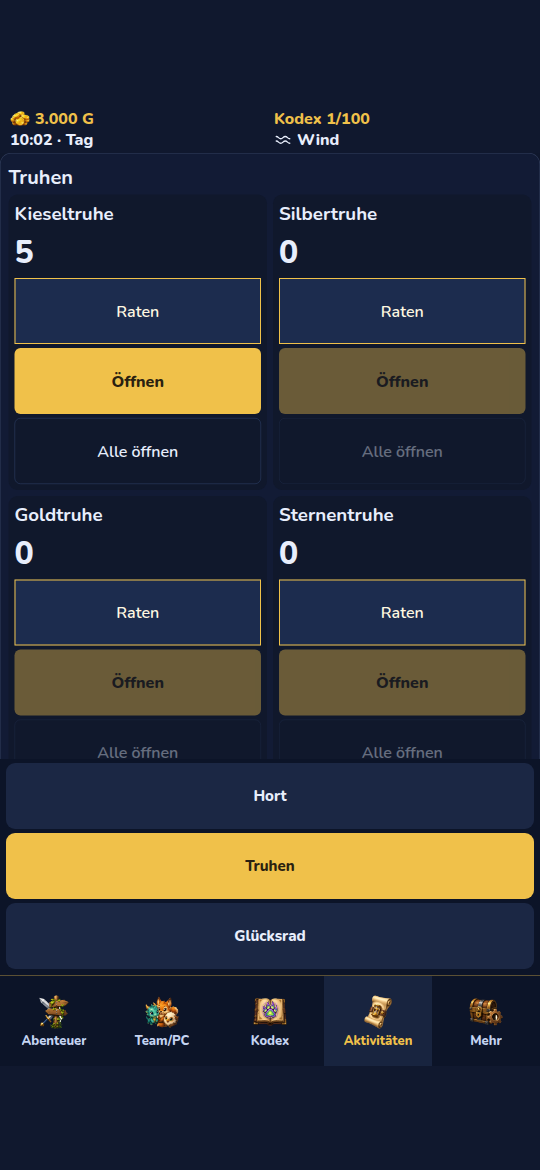 3.000 G
Kodex 1/100
10:02 · Tag
Wind
Truhen
Kieseltruhe
5
Raten
Öffnen
Alle öffnen
Silbertruhe
0
Raten
Öffnen
Alle öffnen
Goldtruhe
0
Raten
Öffnen
Alle öffnen
Sternentruhe
0
Raten
Öffnen
Alle öffnen
Hort
Truhen
Glücksrad
Abenteuer
Team/PC
Kodex
Aktivitäten
Mehr